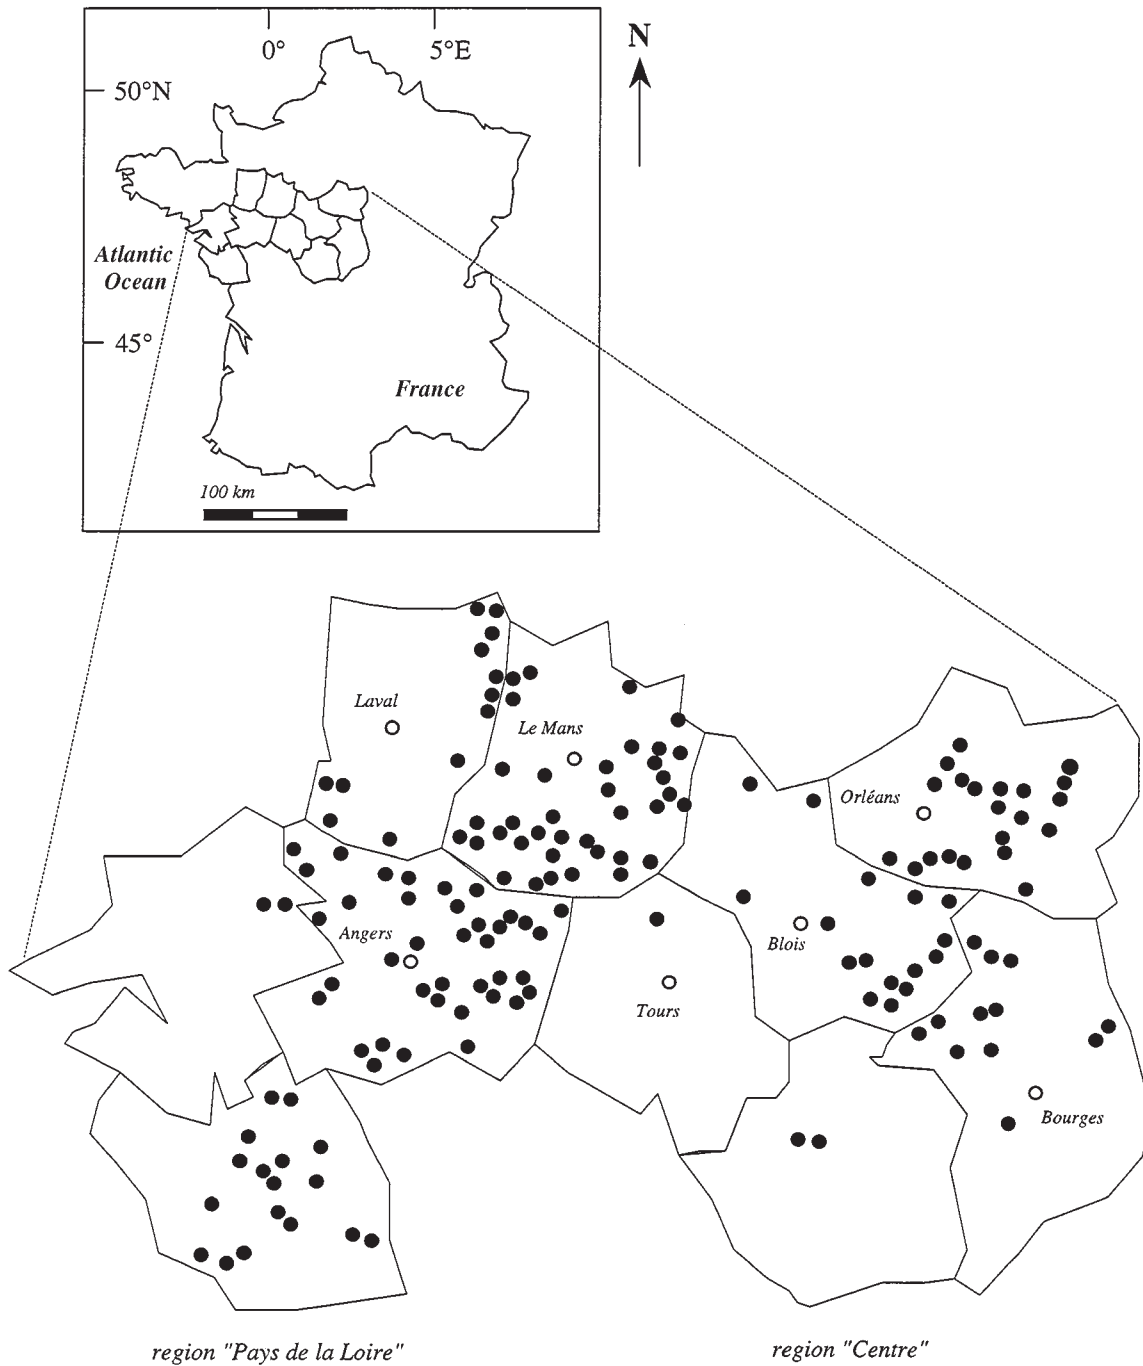 0°
5°E
N
50°N
Atlantic
Ocean
45°
France
100 km
Laval
Le Mans
Orléans
Angers
Blois
Tours
Bourges
region "Pays de la Loire"
region "Centre"